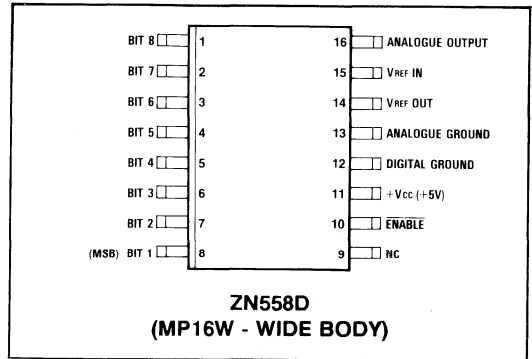 BIT 8 1 16 ANALOGUE OUTPUT
BIT 7 2 15 VREF IN
BIT 6 3 14 VREF OUT
BIT 5 4 13 ANALOGUE GROUND
BIT 4 5 12 DIGITAL GROUND
BIT 3 6 11 +Vcc (+5V)
BIT 2 7 10 ENABLE
(MSB) BIT 1 8 9 NC
ZN558D
(MP16W - WIDE BODY)